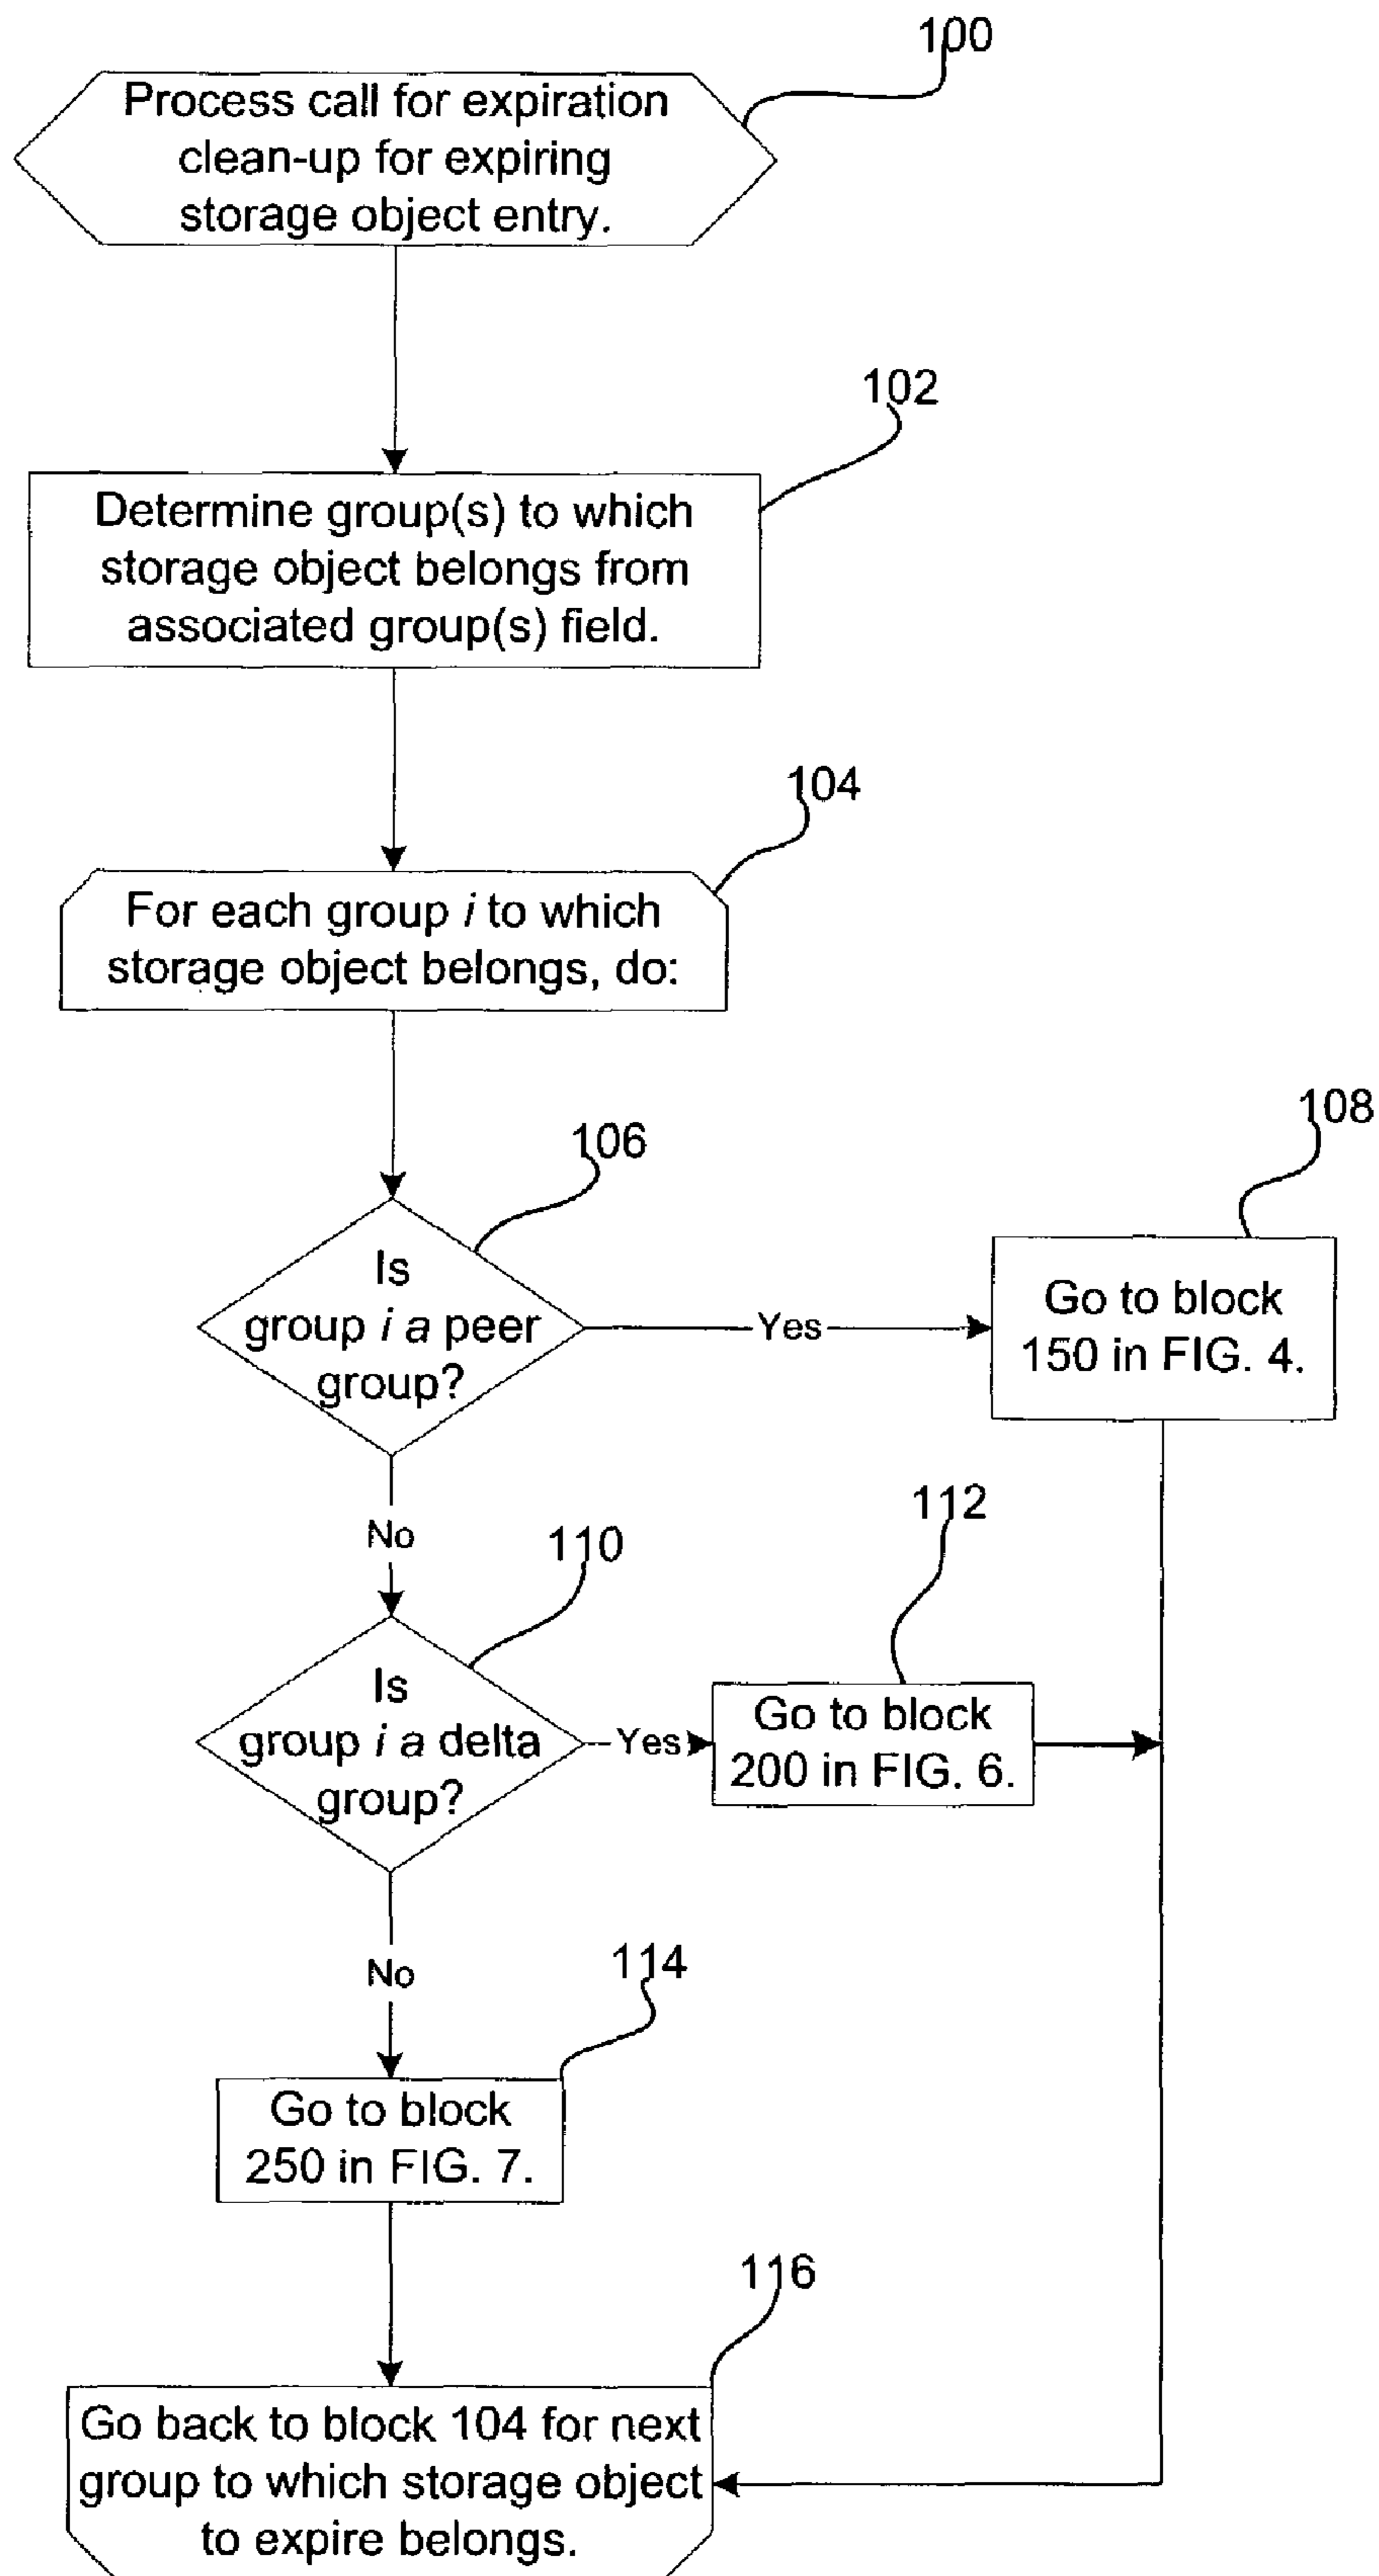 100
Process call for expiration
clean-up for expiring
storage object entry.
102
Determine group(s) to which
storage object belongs from
associated group(s) field.
104
For each group i to which
storage object belongs, do:
106
108
Is
group i a peer
group?
Yes
Go to block
150 in FIG. 4.
No
110
112
Is
group i a delta
group?
Yes
Go to block
200 in FIG. 6.
No
114
Go to block
250 in FIG. 7.
116
Go back to block 104 for next
group to which storage object
to expire belongs.